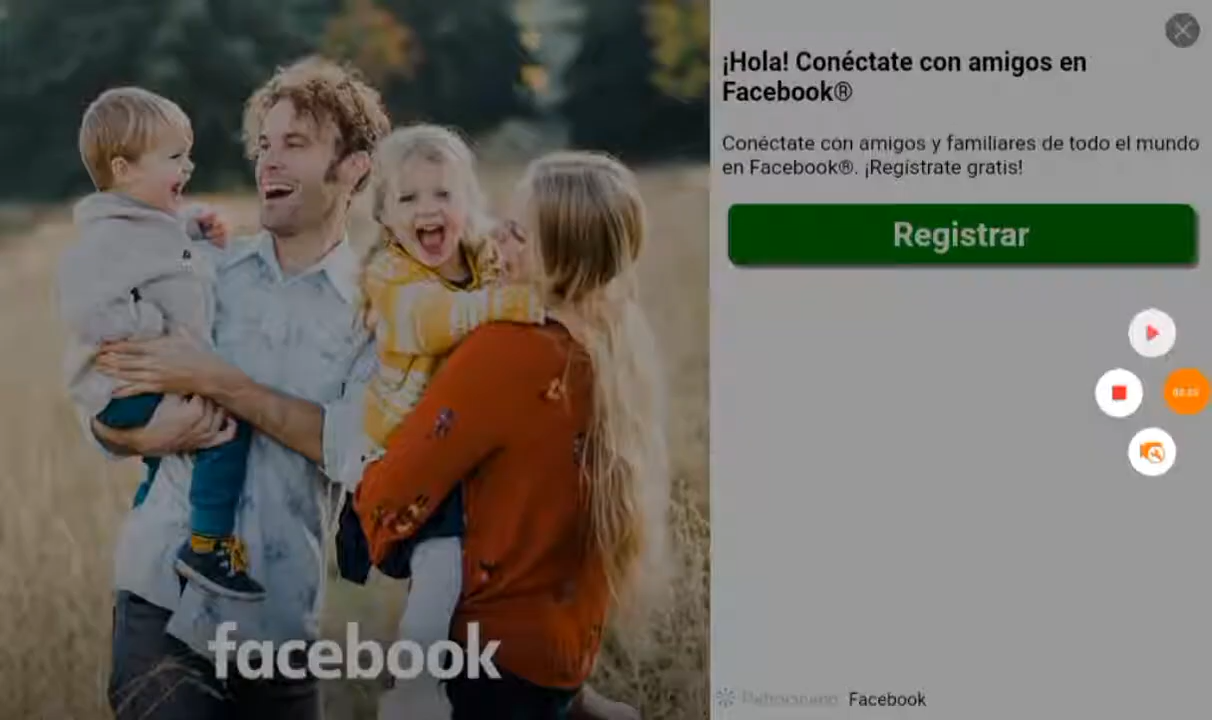 ¡Hola! Conéctate con amigos en
Facebook®
Conéctate con amigos y familiares de todo el mundo
en Facebook®. ¡Regístrate gratis!
Registrar
facebook
Facebook